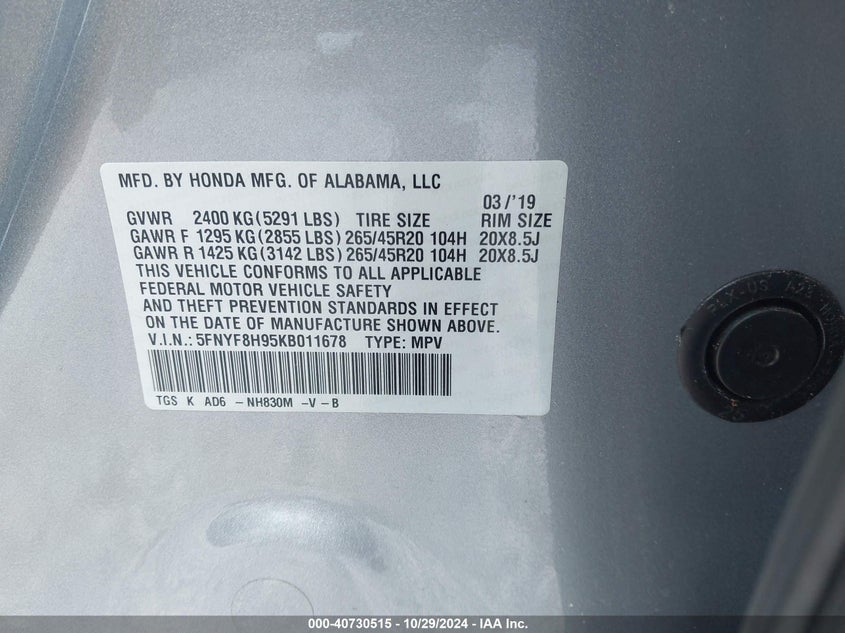 MFD. BY HONDA MFG. OF ALABAMA, LLC
03/'19
GVWR 2400 KG(5291 LBS) TIRE SIZE RIM SIZE
GAWR F 1295 KG(2855 LBS) 265/45R20 104H 20X8.5J
GAWR R 1425 KG(3142 LBS) 265/45R20 104H 20X8.5J
THIS VEHICLE CONFORMS TO ALL APPLICABLE
FEDERAL MOTOR VEHICLE SAFETY
AND THEFT PREVENTION STANDARDS IN EFFECT
ON THE DATE OF MANUFACTURE SHOWN ABOVE.
V.I.N.: 5FNYF8H95KB011678 TYPE: MPV
TGS K AD6 -NH830M -V -B
000-40730515 - 10/29/2024 - IAA Inc.